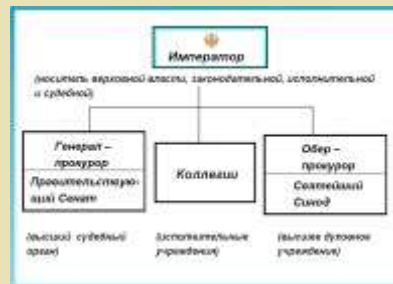 Император
(носитель верховной власти, законодательной, исполнительной
и судебной)
Генерал –
прокурор
Правительствую-
щий Сенат
Коллегии
Обер –
прокурор
Святейший
Синод
(высший судебный
орган)
(исполнительные
учреждения)
(высшее духовное
учреждение)